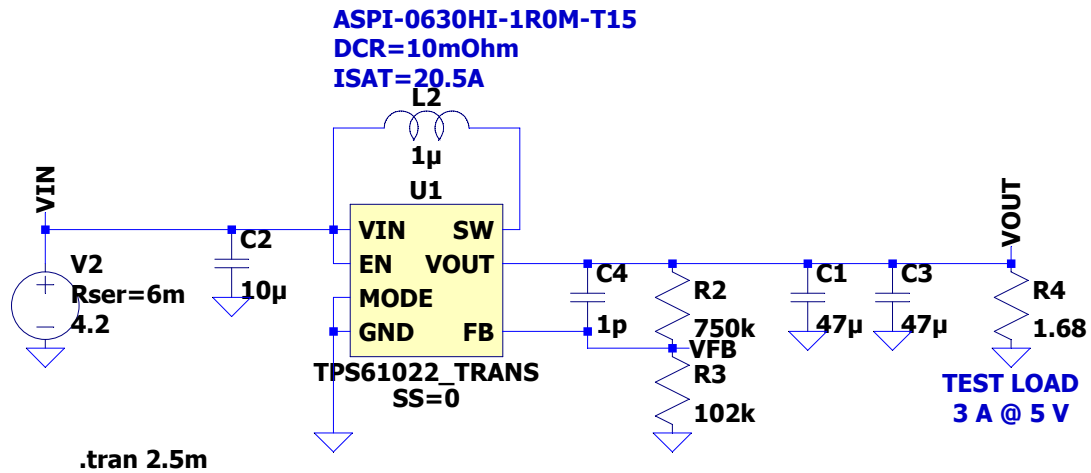 ASPI-0630HI-1R0M-T15
DCR=10mOhm
ISAT=20.5A
L2
1µ
U1
VIN
VIN
SW
EN
VOUT
MODE
GND
FB
TPS61022_TRANS
SS=0
V2
Rser=6m
4.2
C2
10µ
C4
1p
R2
750k
VFB
R3
102k
C1
47µ
C3
47µ
VOUT
R4
1.68
TEST LOAD
3 A @ 5 V
.tran 2.5m